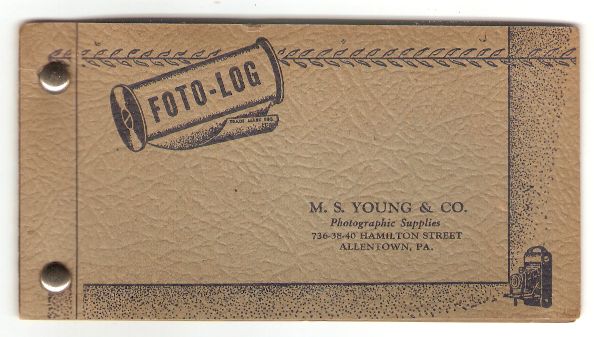 FOTO-LOG
TRADE MARK REG.
M. S. YOUNG & CO.
Photographic Supplies
736-38-40 HAMILTON STREET
ALLENTOWN, PA.